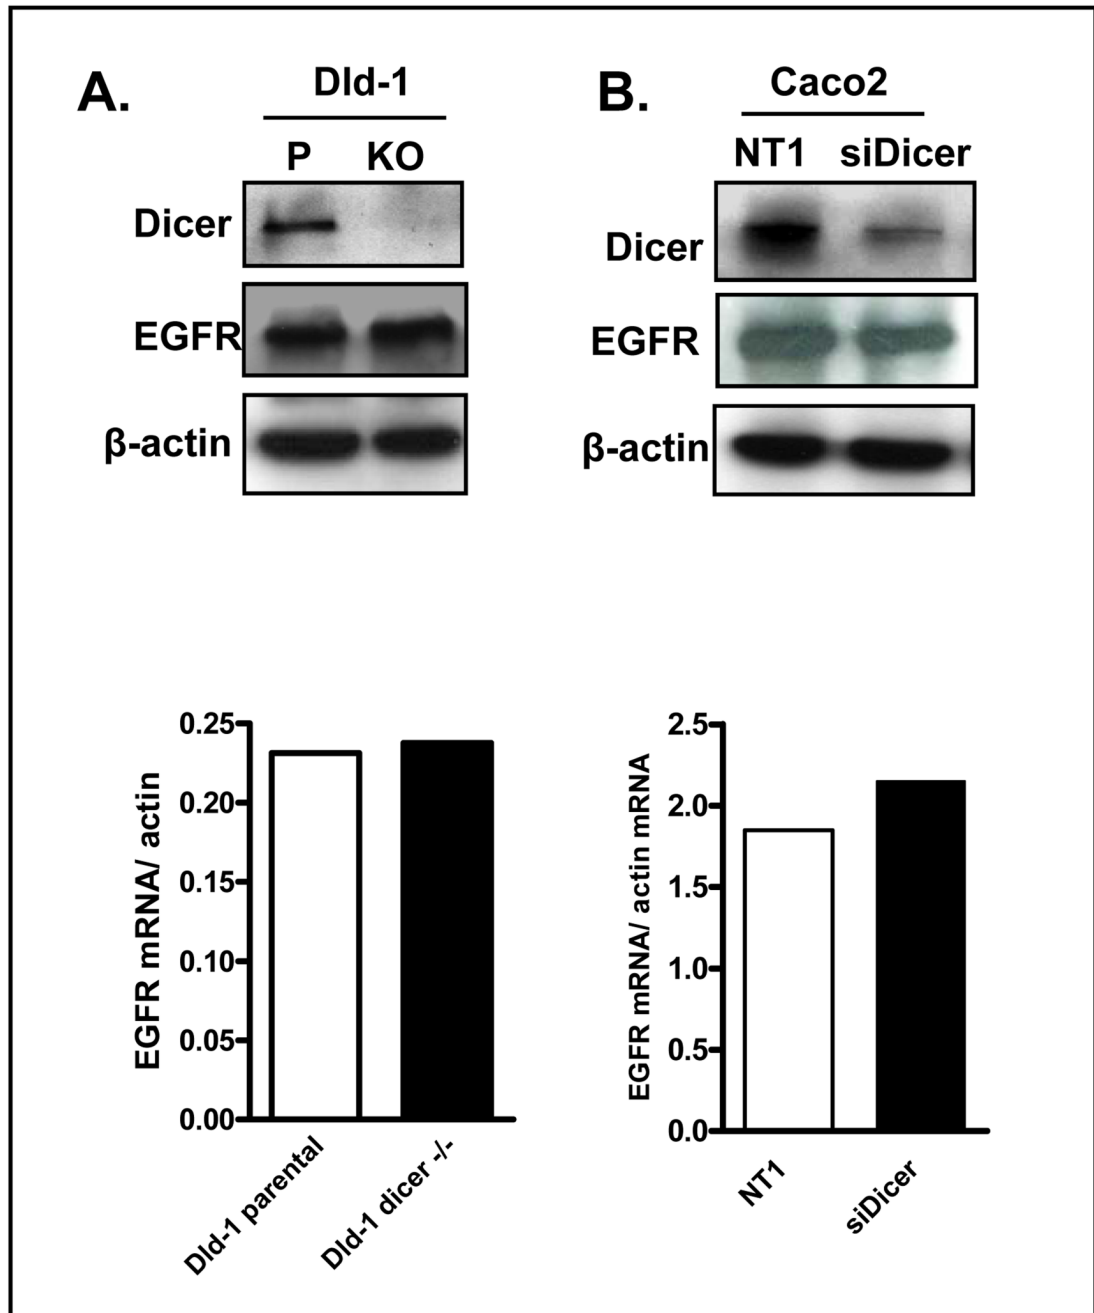 A.
Dld-1
P KO
Dicer
EGFR
β-actin
B.
Caco2
NT1 siDicer
Dicer
EGFR
β-actin
EGFR mRNA/ actin
0.25
0.20
0.15
0.10
0.05
0.00
Dld-1 parental
Dld-1 dicer -/-
EGFR mRNA/ actin mRNA
2.5
2.0
1.5
1.0
0.5
0.0
NT1
siDicer